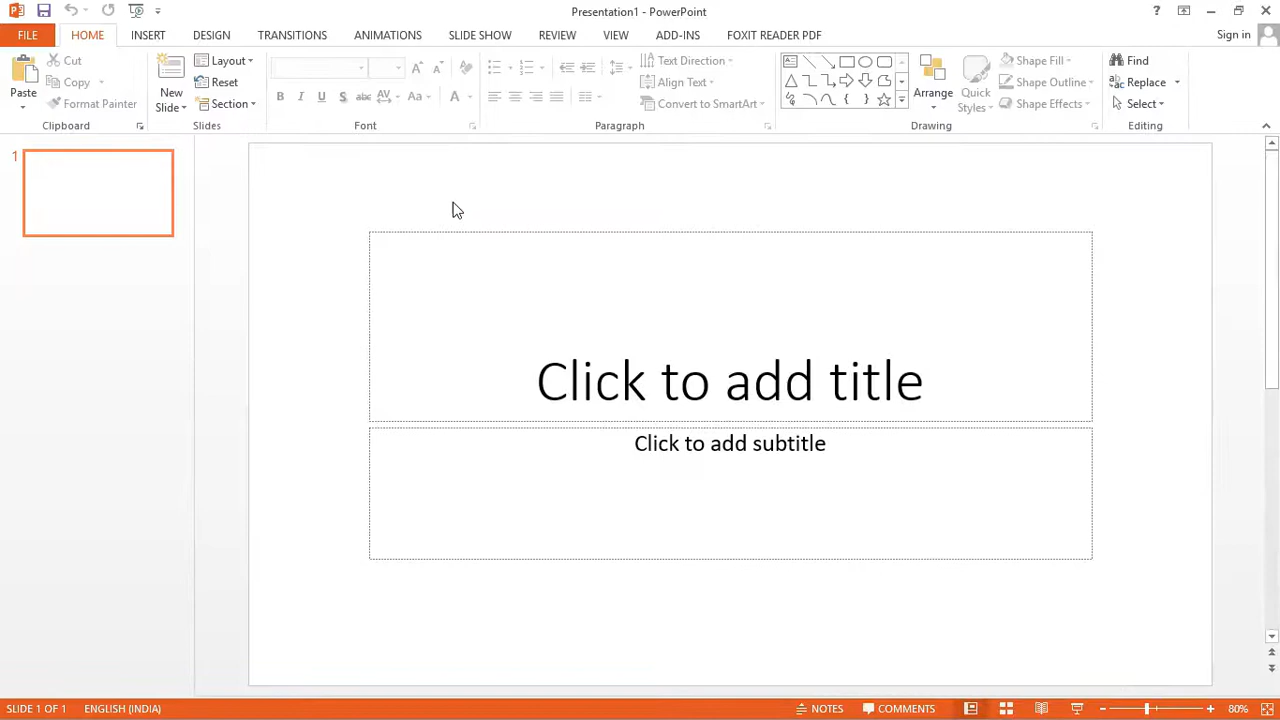 Presentation1 - PowerPoint
?
FILE HOME INSERT DESIGN TRANSITIONS ANIMATIONS SLIDE SHOW REVIEW VIEW ADD-INS FOXIT READER PDF Sign in
Paste
Cut
Copy
Format Painter
Clipboard
New Slide
Layout
Reset
Section
Slides
B I U S abc AV Aa A
Font
Text Direction
Align Text
Convert to SmartArt
Paragraph
Arrange
Quick Styles
Shape Fill
Shape Outline
Shape Effects
Drawing
Find
Replace
Select
Editing
1
Click to add title
Click to add subtitle
SLIDE 1 OF 1 ENGLISH (INDIA) NOTES COMMENTS 80%